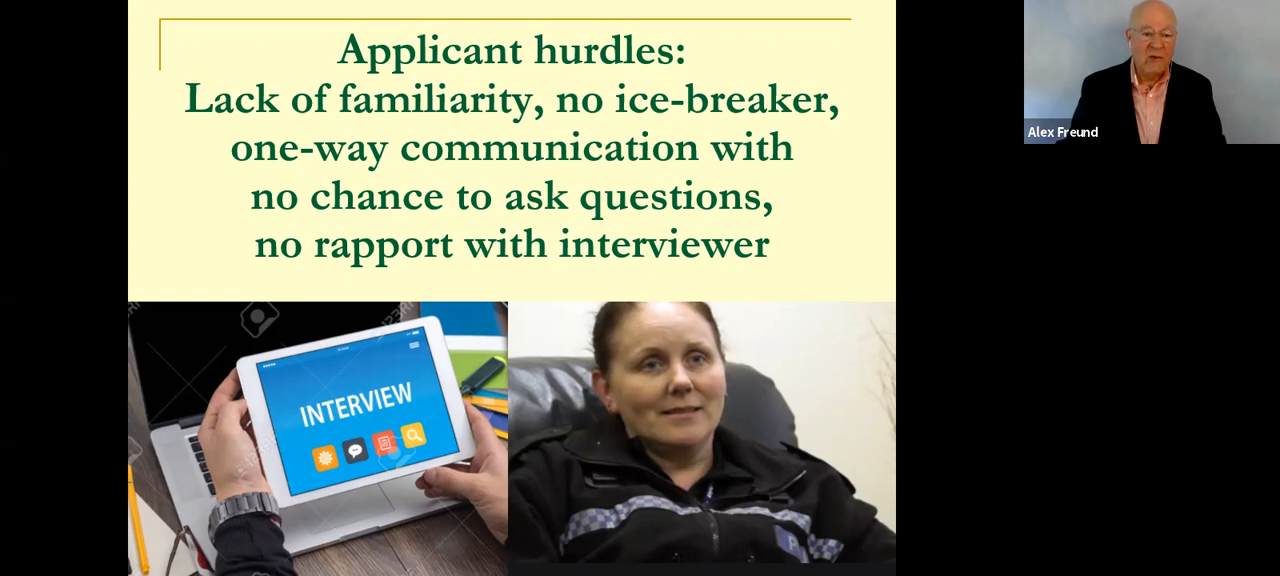 Applicant hurdles:
Lack of familiarity, no ice-breaker,
one-way communication with
no chance to ask questions,
no rapport with interviewer
Alex Freund
INTERVIEW